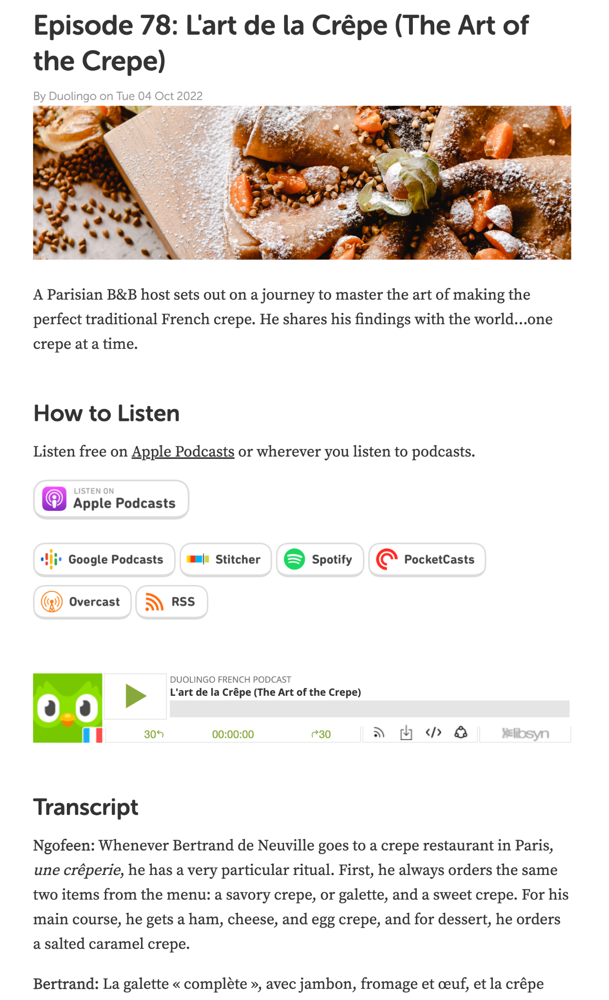 Episode 78: L'art de la Crêpe (The Art of
the Crepe)
By Duolingo on Tue 04 Oct 2022
A Parisian B&B host sets out on a journey to master the art of making the
perfect traditional French crepe. He shares his findings with the world…one
crepe at a time.
How to Listen
Listen free on Apple Podcasts or wherever you listen to podcasts.
LISTEN ON
Apple Podcasts
Google Podcasts
Stitcher
Spotify
PocketCasts
Overcast
RSS
DUOLINGO FRENCH PODCAST
L'art de la Crêpe (The Art of the Crepe)
30
00:00:00
30
</>
libsyn
Transcript
Ngofeen: Whenever Bertrand de Neuville goes to a crepe restaurant in Paris,
une crêperie, he has a very particular ritual. First, he always orders the same
two items from the menu: a savory crepe, or galette, and a sweet crepe. For his
main course, he gets a ham, cheese, and egg crepe, and for dessert, he orders
a salted caramel crepe.
Bertrand: La galette « complète », avec jambon, fromage et œuf, et la crêpe